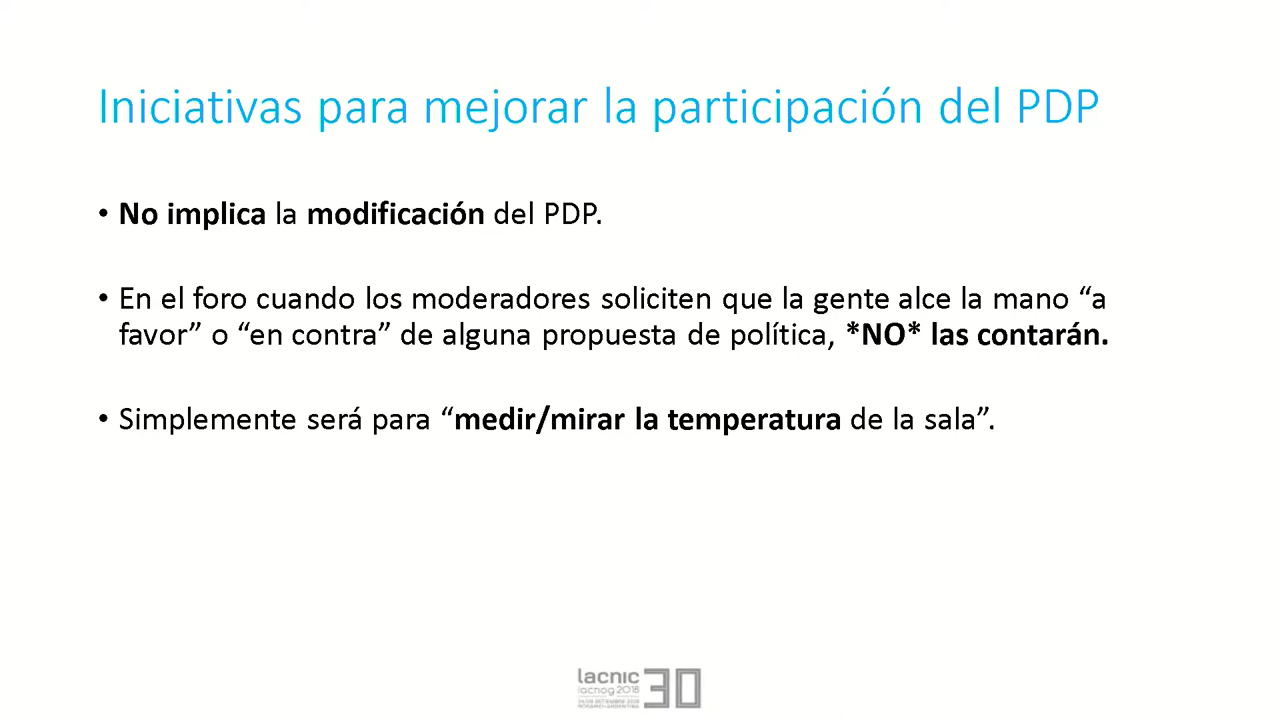 Iniciativas para mejorar la participación del PDP
• No implica la modificación del PDP.
• En el foro cuando los moderadores soliciten que la gente alce la mano “a
favor” o “en contra” de alguna propuesta de política, *NO* las contarán.
• Simplemente será para “medir/mirar la temperatura de la sala”.
lacnic 30
lacnog 2018